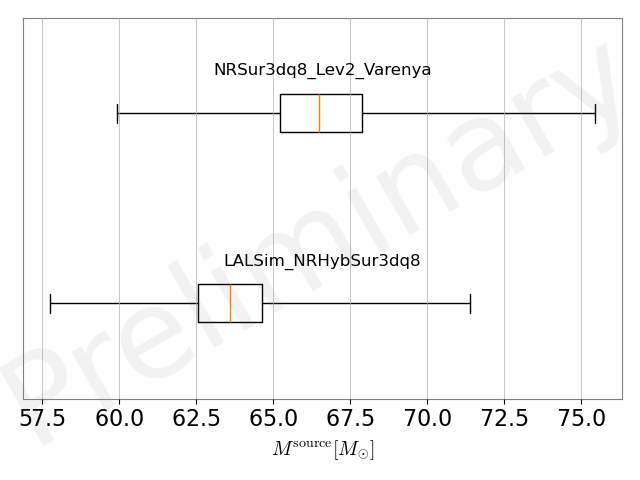 NRSur3dq8_Lev2_Varenya
LALSim_NRHybSur3dq8
Preliminary
57.5 60.0 62.5 65.0 67.5 70.0 72.5 75.0
M^source[M_⊙]